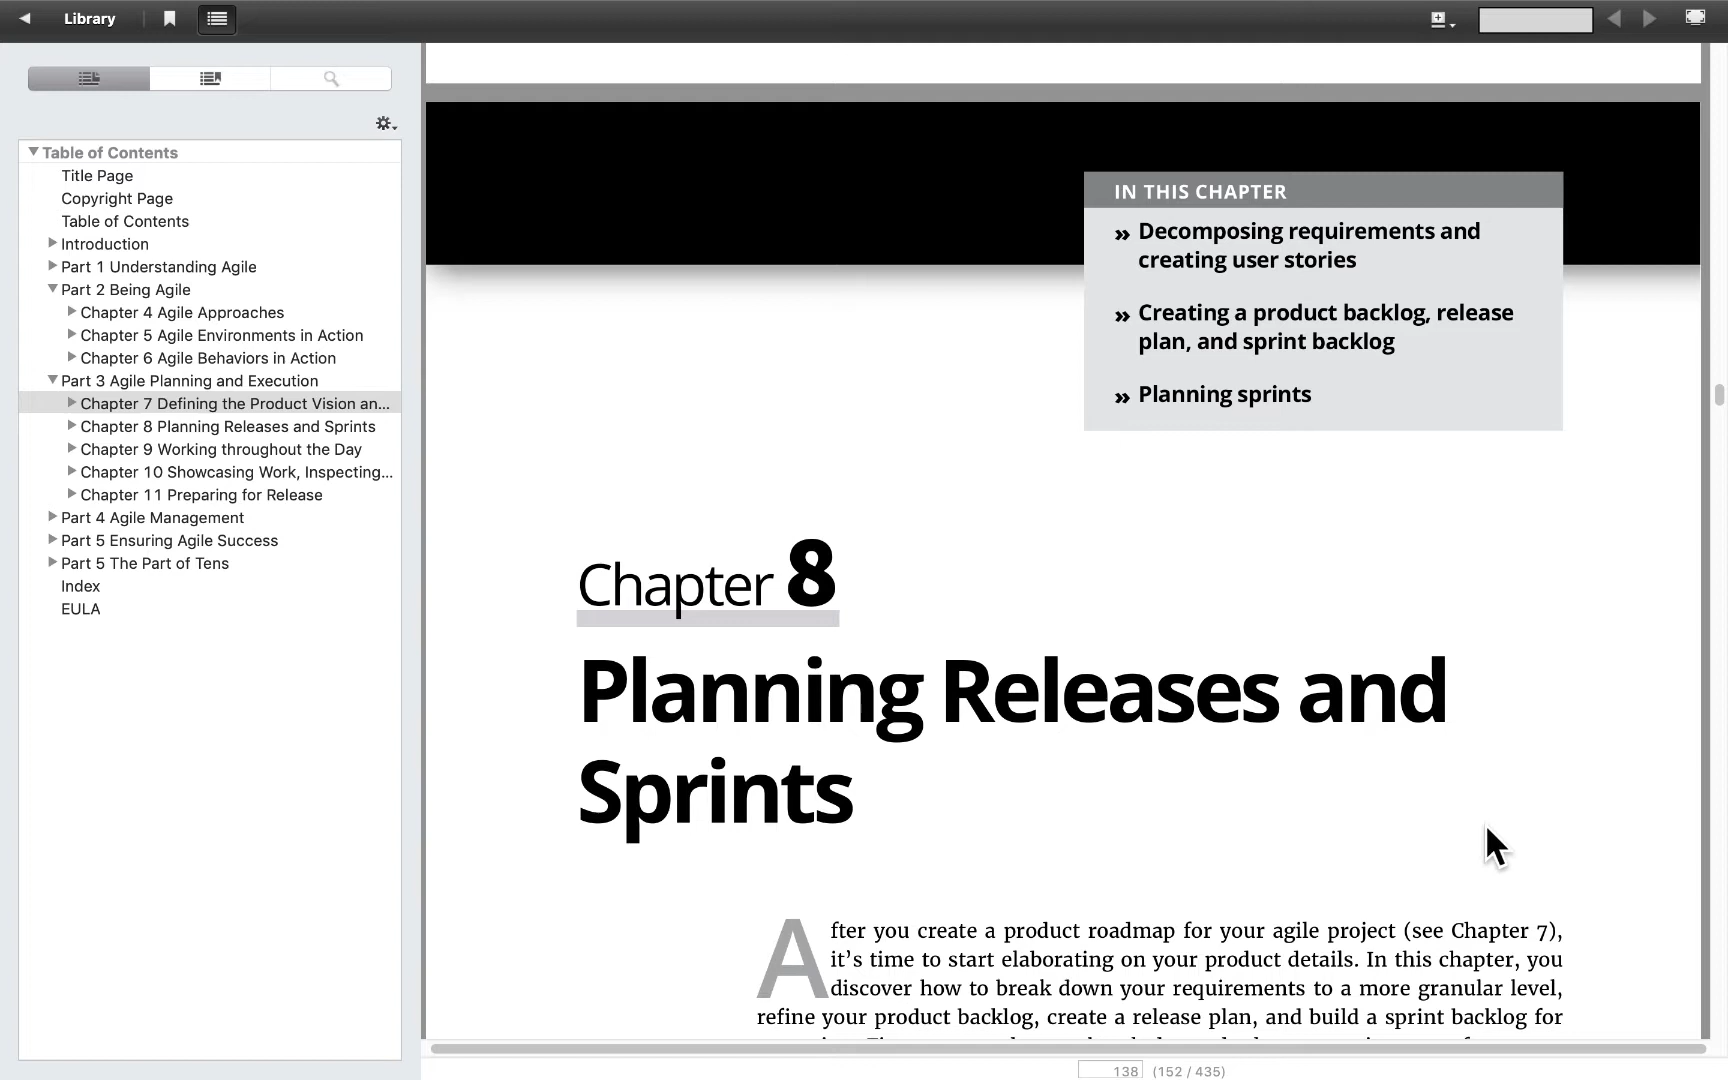 Library
Table of Contents
Title Page
Copyright Page
Table of Contents
Introduction
Part 1 Understanding Agile
Part 2 Being Agile
Chapter 4 Agile Approaches
Chapter 5 Agile Environments in Action
Chapter 6 Agile Behaviors in Action
Part 3 Agile Planning and Execution
Chapter 7 Defining the Product Vision an...
Chapter 8 Planning Releases and Sprints
Chapter 9 Working throughout the Day
Chapter 10 Showcasing Work, Inspecting...
Chapter 11 Preparing for Release
Part 4 Agile Management
Part 5 Ensuring Agile Success
Part 5 The Part of Tens
Index
EULA
IN THIS CHAPTER
» Decomposing requirements and
creating user stories
» Creating a product backlog, release
plan, and sprint backlog
» Planning sprints
Chapter 8
Planning Releases and
Sprints
After you create a product roadmap for your agile project (see Chapter 7),
it’s time to start elaborating on your product details. In this chapter, you
discover how to break down your requirements to a more granular level,
refine your product backlog, create a release plan, and build a sprint backlog for
138 (152 / 435)